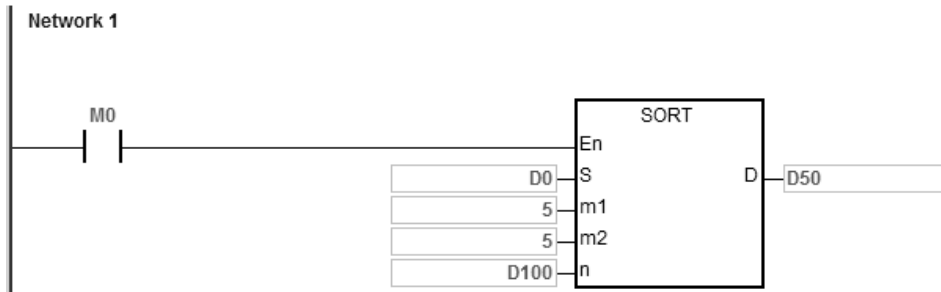 Network 1
M0
SORT
En
D0 S D D50
5 m1
5 m2
D100 n